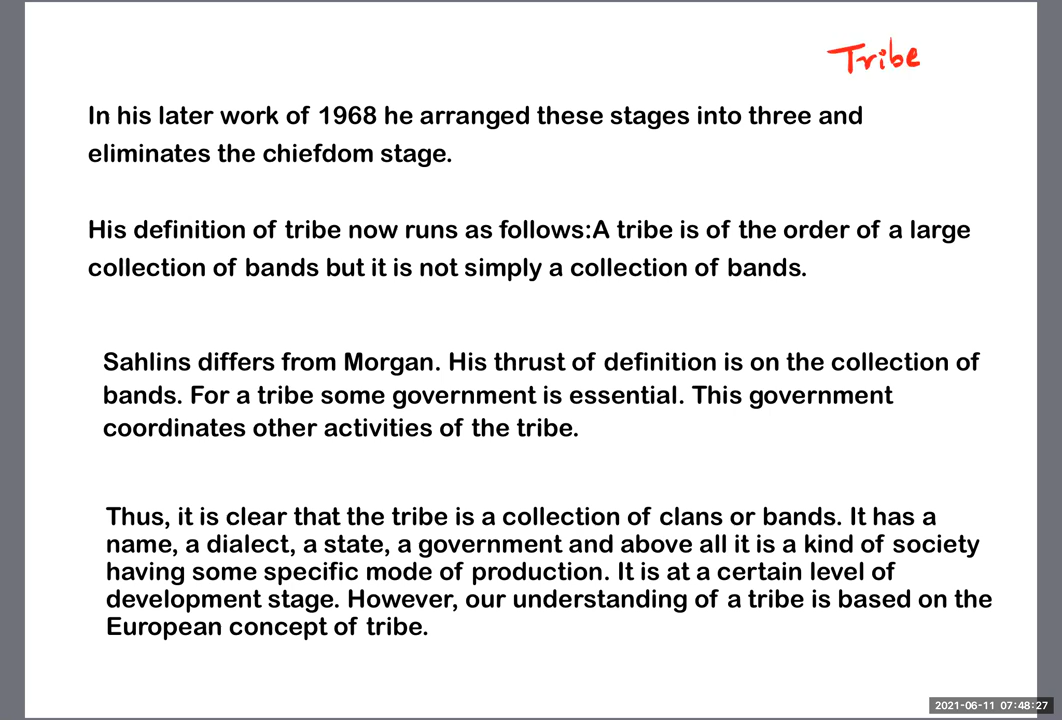 Tribe
In his later work of 1968 he arranged these stages into three and
eliminates the chiefdom stage.
His definition of tribe now runs as follows:A tribe is of the order of a large
collection of bands but it is not simply a collection of bands.
Sahlins differs from Morgan. His thrust of definition is on the collection of
bands. For a tribe some government is essential. This government
coordinates other activities of the tribe.
Thus, it is clear that the tribe is a collection of clans or bands. It has a
name, a dialect, a state, a government and above all it is a kind of society
having some specific mode of production. It is at a certain level of
development stage. However, our understanding of a tribe is based on the
European concept of tribe.
2021-06-11 07:48:27